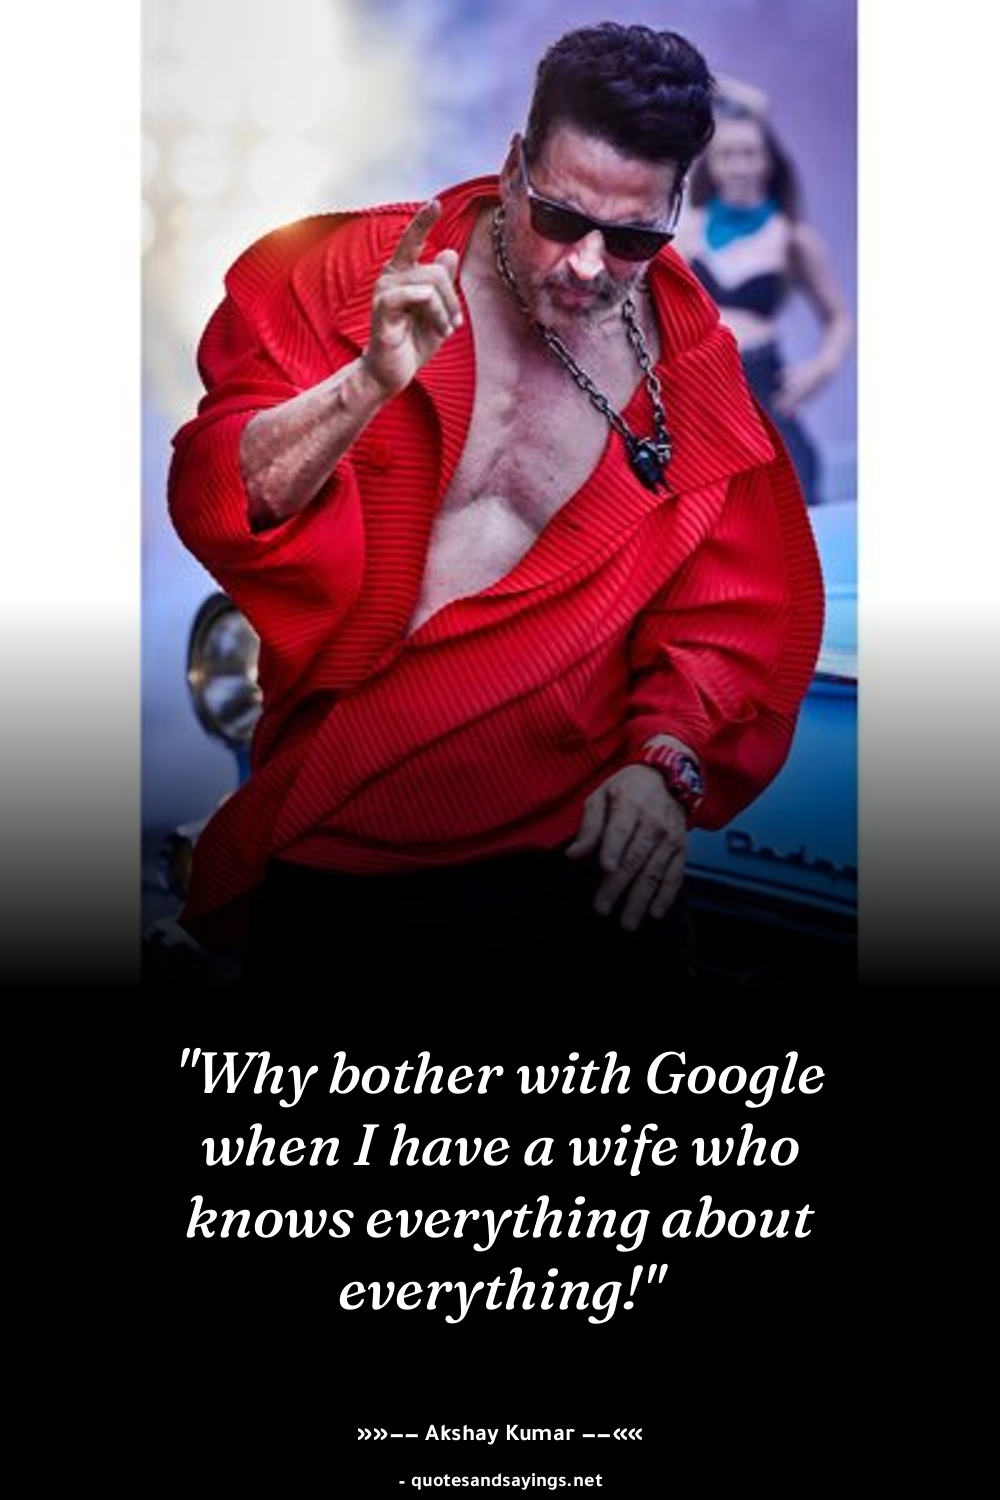 "Why bother with Google
when I have a wife who
knows everything about
everything!"
»»−− Akshay Kumar −−««
- quotesandsayings.net